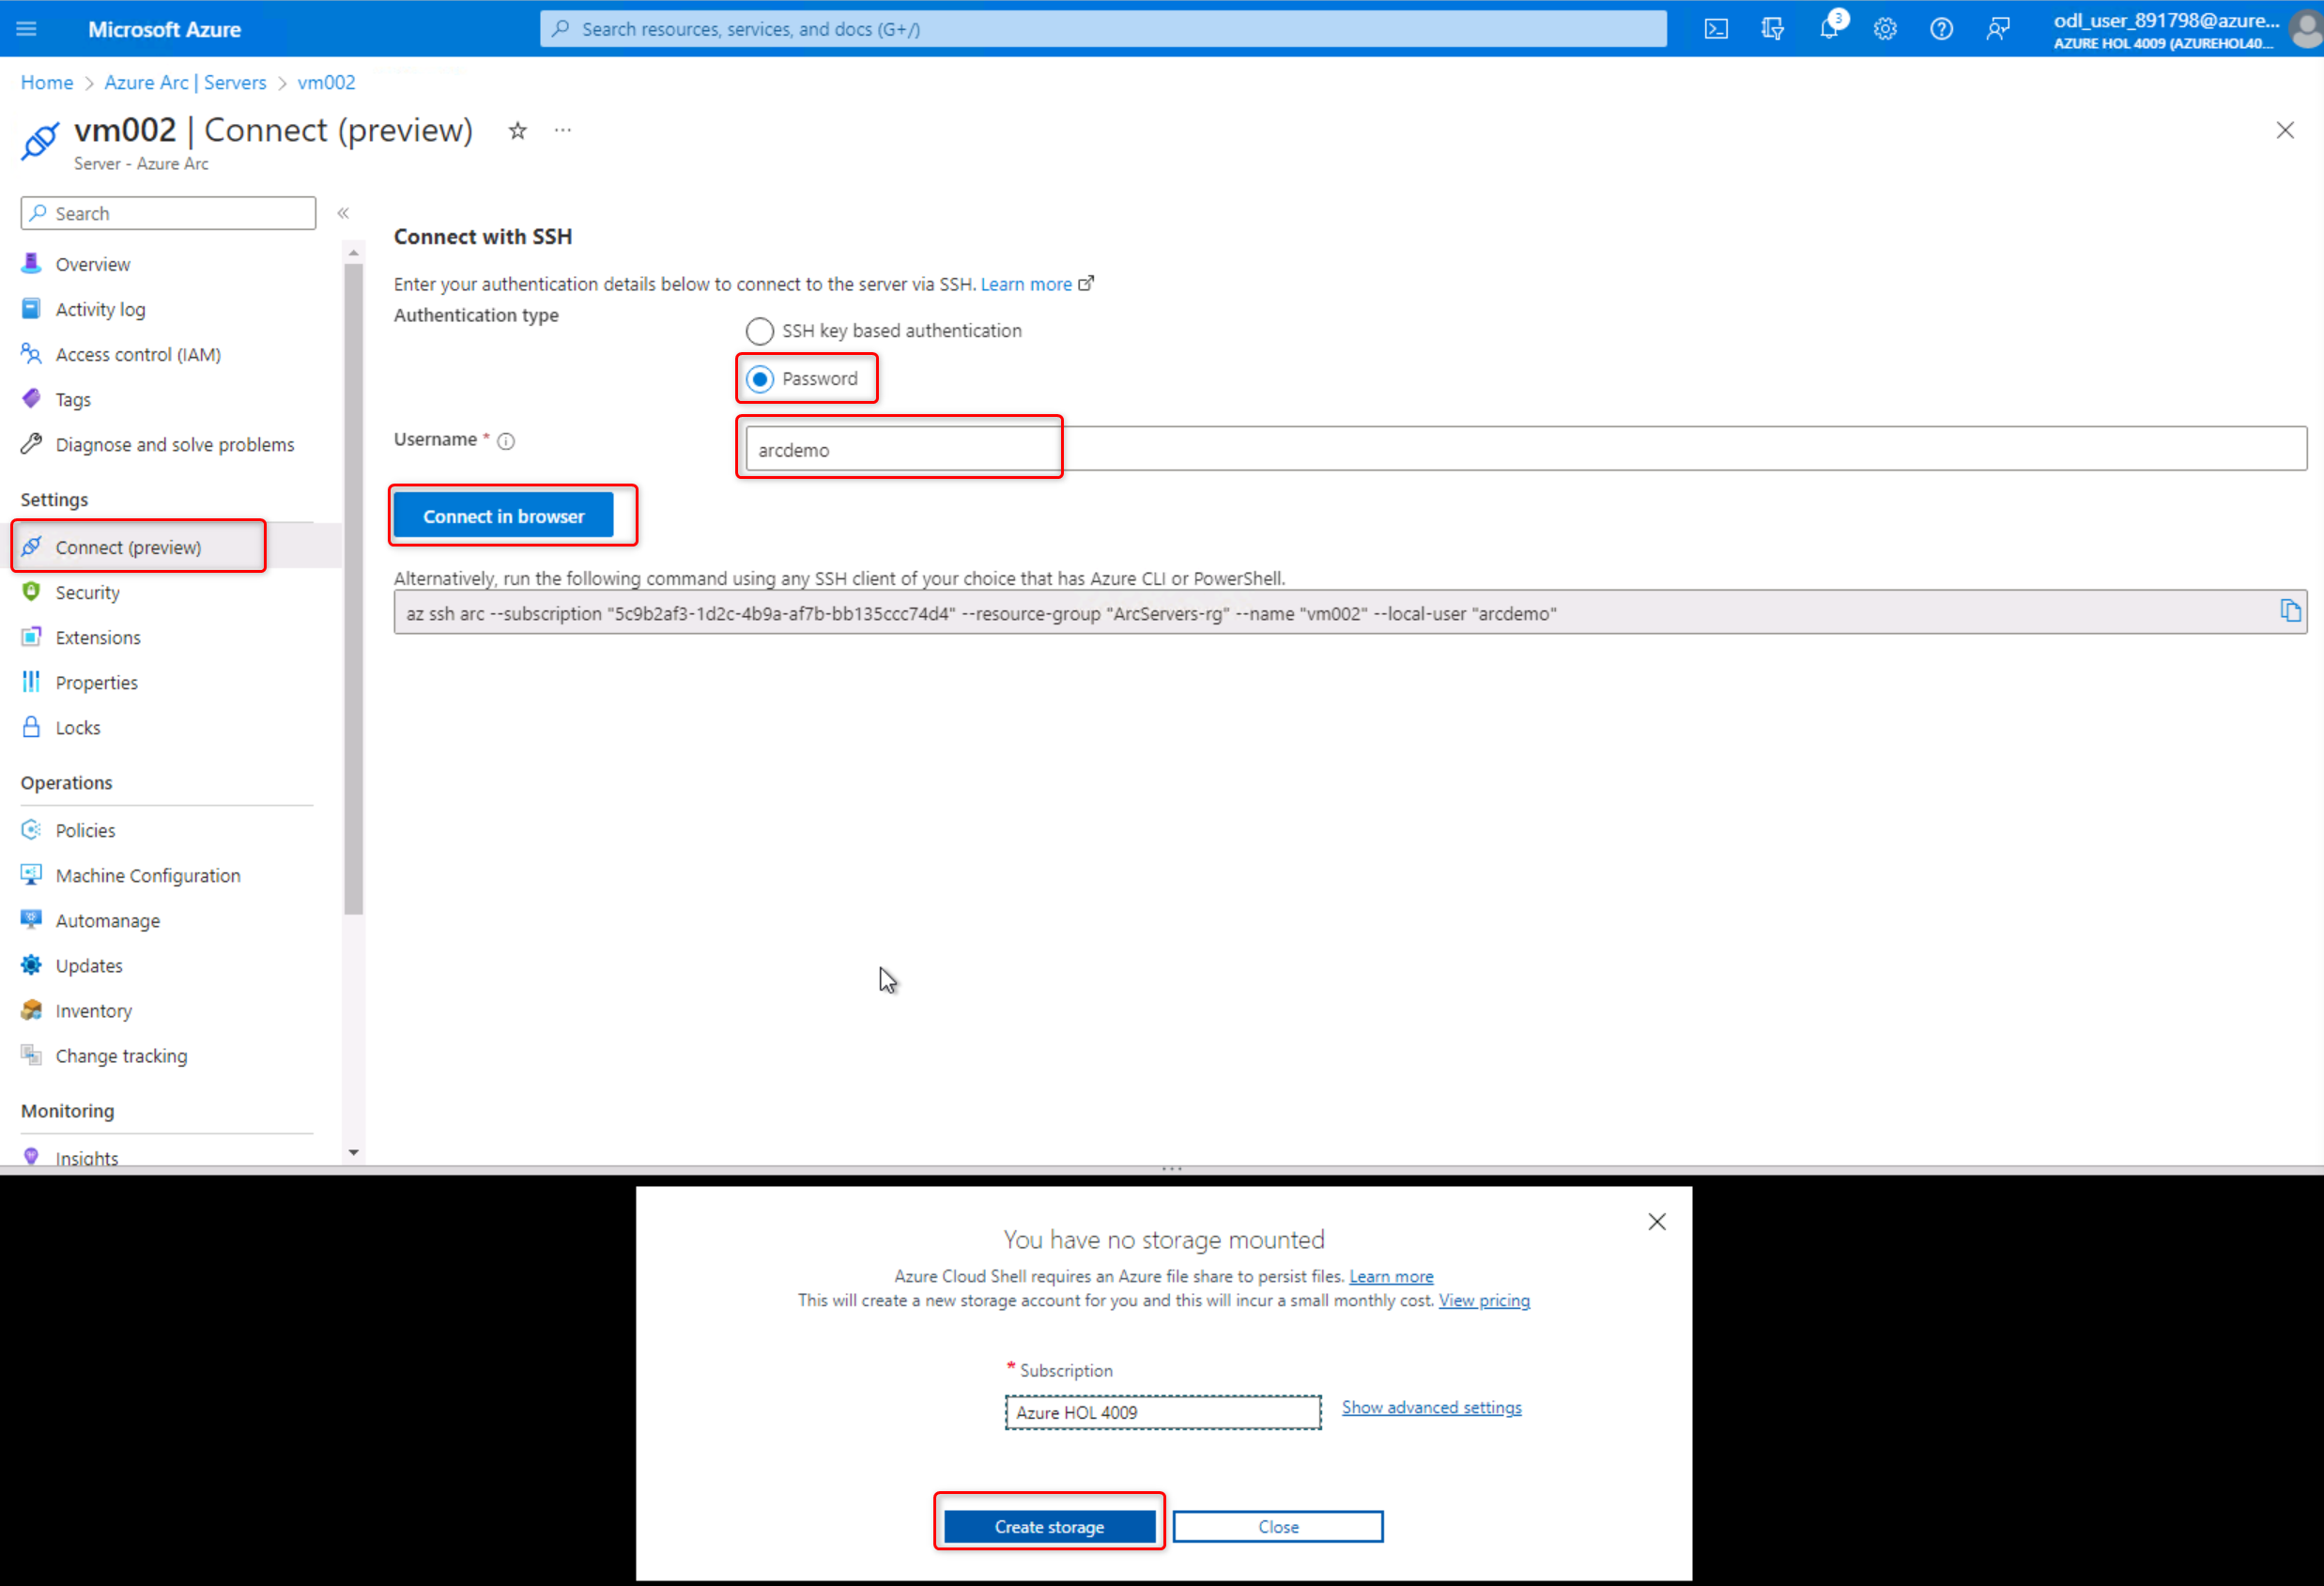 Microsoft Azure
Search resources, services, and docs (G+/)
3
odl_user_891798@azure...
AZURE HOL 4009 (AZUREHOL40...
Home > Azure Arc | Servers > vm002
vm002 | Connect (preview)
Server - Azure Arc
Search
Overview
Activity log
Access control (IAM)
Tags
Diagnose and solve problems
Settings
Connect (preview)
Security
Extensions
Properties
Locks
Operations
Policies
Machine Configuration
Automanage
Updates
Inventory
Change tracking
Monitoring
Insights
Connect with SSH
Enter your authentication details below to connect to the server via SSH. Learn more
Authentication type
SSH key based authentication
Password
Username *
arcdemo
Connect in browser
Alternatively, run the following command using any SSH client of your choice that has Azure CLI or PowerShell.
az ssh arc --subscription "5c9b2af3-1d2c-4b9a-af7b-bb135ccc74d4" --resource-group "ArcServers-rg" --name "vm002" --local-user "arcdemo"
You have no storage mounted
Azure Cloud Shell requires an Azure file share to persist files. Learn more
This will create a new storage account for you and this will incur a small monthly cost. View pricing
* Subscription
Azure HOL 4009
Show advanced settings
Create storage
Close